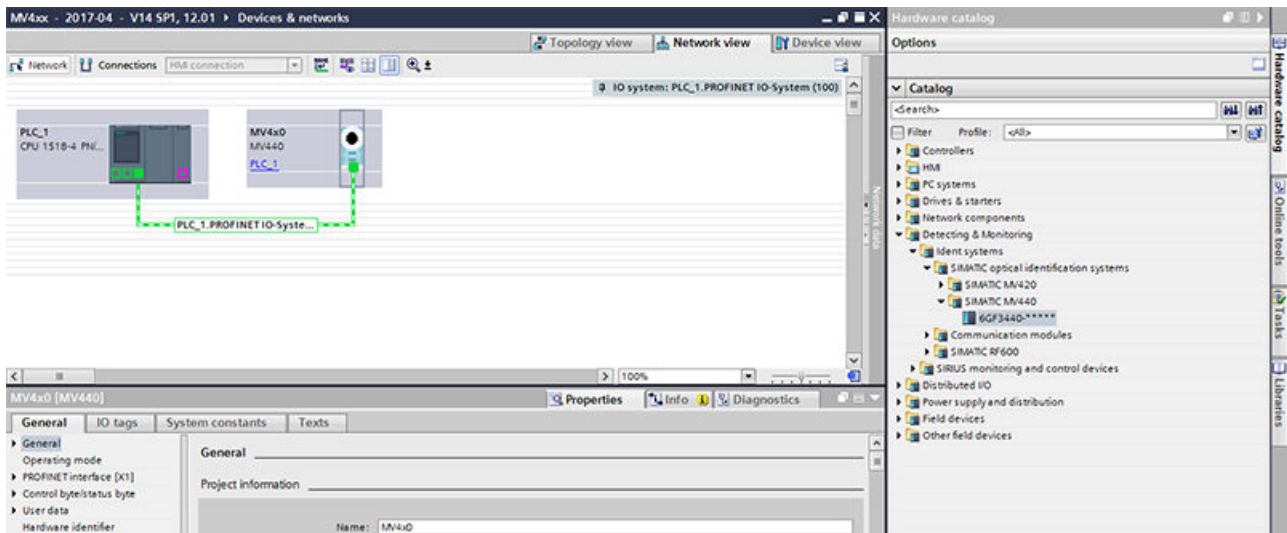 MV4xx - 2017-04 - V14 SP1, 12.01 ▸ Devices & networks
Topology view
Network view
Device view
Network
Connections
HMI connection
IO system: PLC_1.PROFINET IO-System (100)
PLC_1
CPU 1518-4 PN/...
MV4x0
MV440
PLC_1
PLC_1.PROFINET IO-Syste...
Network data
100%
MV4x0 [MV440]
Properties
Info
Diagnostics
General
IO tags
System constants
Texts
General
Operating mode
PROFINET interface [X1]
Control byte/status byte
User data
Hardware identifier
General
Project information
Name: MV4x0
Hardware catalog
Options
Catalog
<Search>
Filter
Profile: <All>
Controllers
HMI
PC systems
Drives & starters
Network components
Detecting & Monitoring
Ident systems
SIMATIC optical identification systems
SIMATIC MV420
SIMATIC MV440
6GF3440-*****
Communication modules
SIMATIC RF600
SIRIUS monitoring and control devices
Distributed I/O
Power supply and distribution
Field devices
Other field devices
Hardware catalog
Online tools
Tasks
Libraries